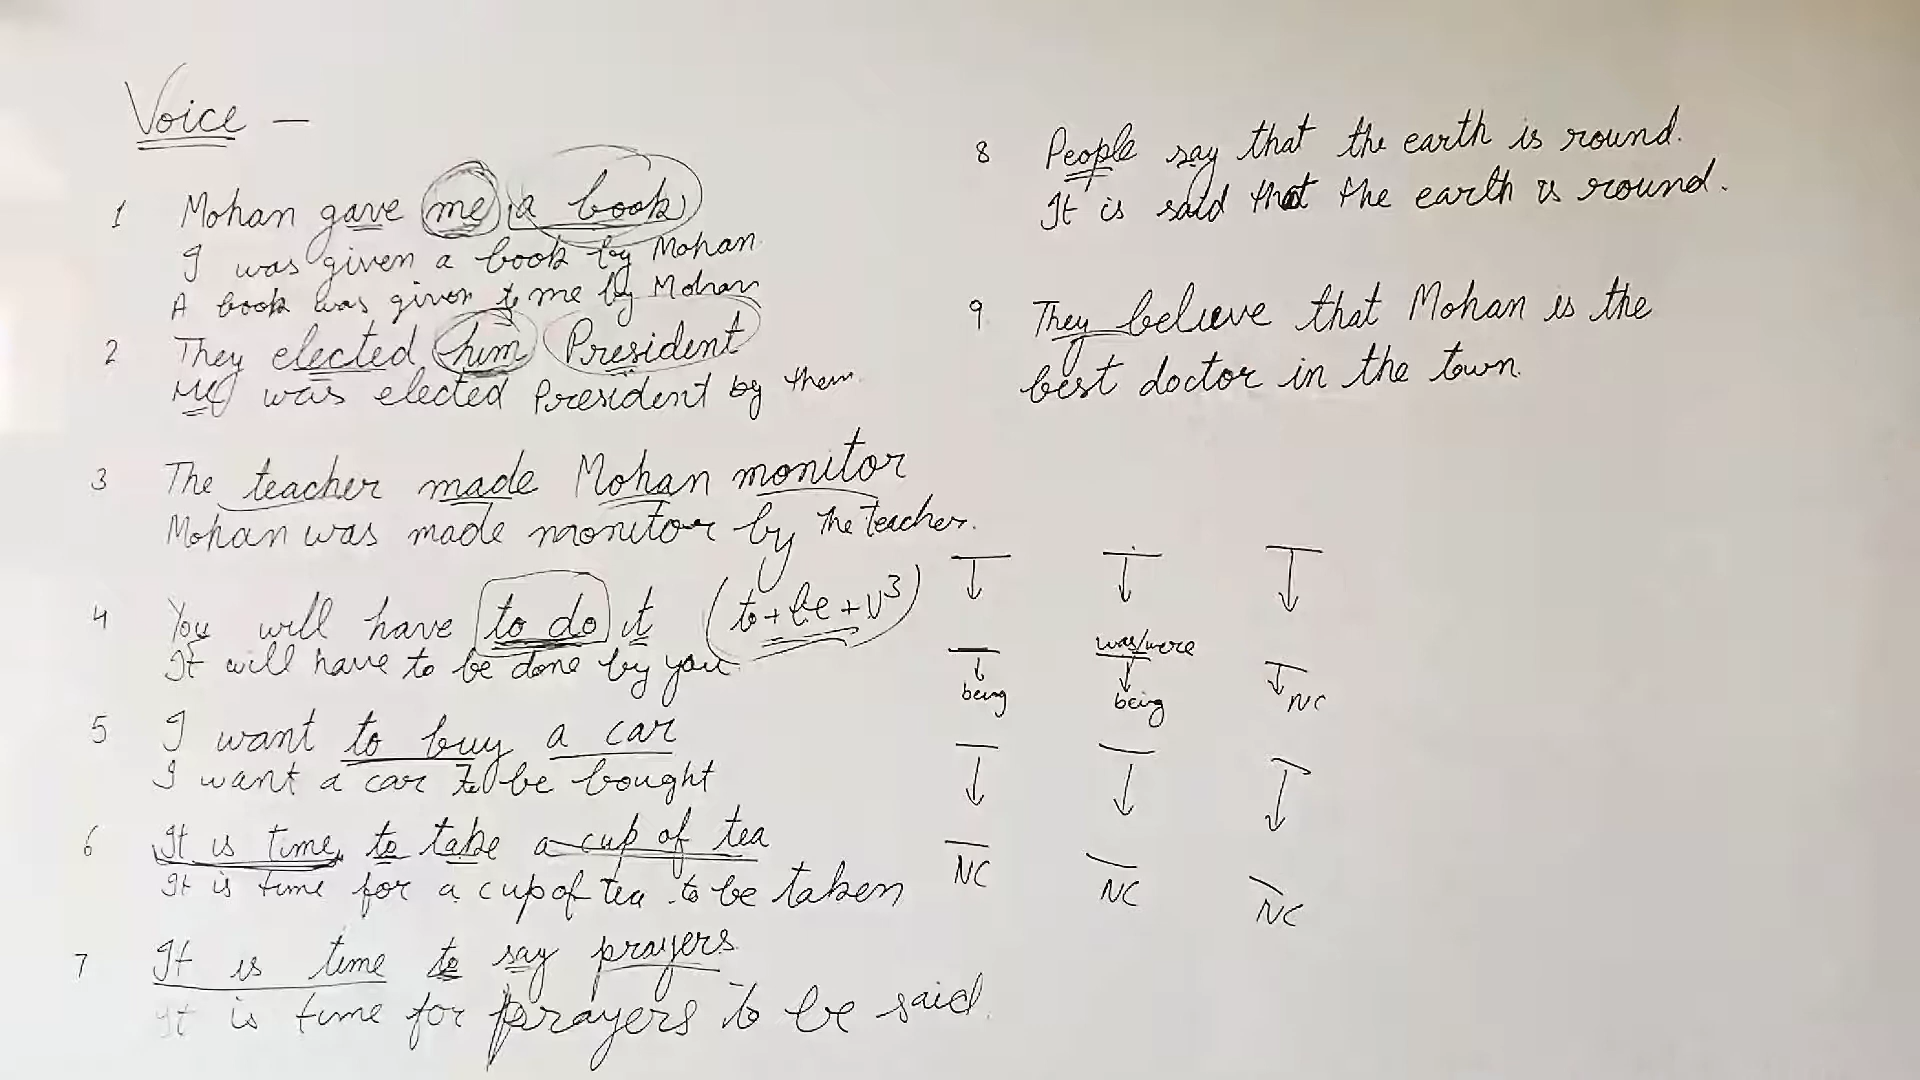 Voice —
1 Mohan gave me a book
I was given a book by Mohan
A book was given to me by Mohan
2 They elected him President
He was elected President by them.
3 The teacher made Mohan monitor
Mohan was made monitor by the teacher.
4 You will have to do it (to + be + V³)
It will have to be done by you
5 I want to buy a car
I want a car to be bought
6 It is time to take a cup of tea
It is time for a cup of tea to be taken
7 It is time to say prayers
It is time for prayers to be said.
8 People say that the earth is round.
It is said that the earth is round.
9 They believe that Mohan is the
best doctor in the town.
was/were
being being NC
NC NC NC